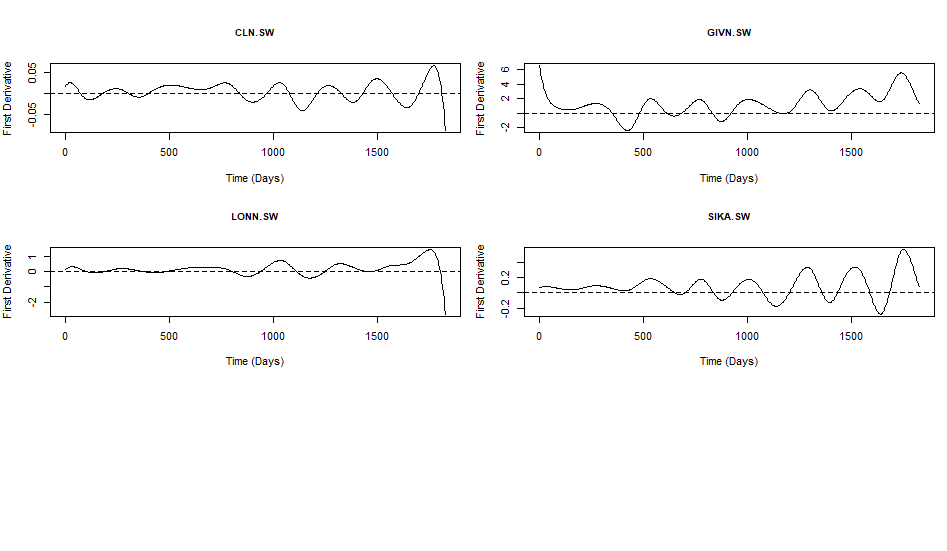 CLN.SW
First Derivative
0.05
-0.05
0 500 1000 1500
Time (Days)
GIVN.SW
First Derivative
6
4
2
-2
0 500 1000 1500
Time (Days)
LONN.SW
First Derivative
1
0
-2
0 500 1000 1500
Time (Days)
SIKA.SW
First Derivative
0.2
-0.2
0 500 1000 1500
Time (Days)